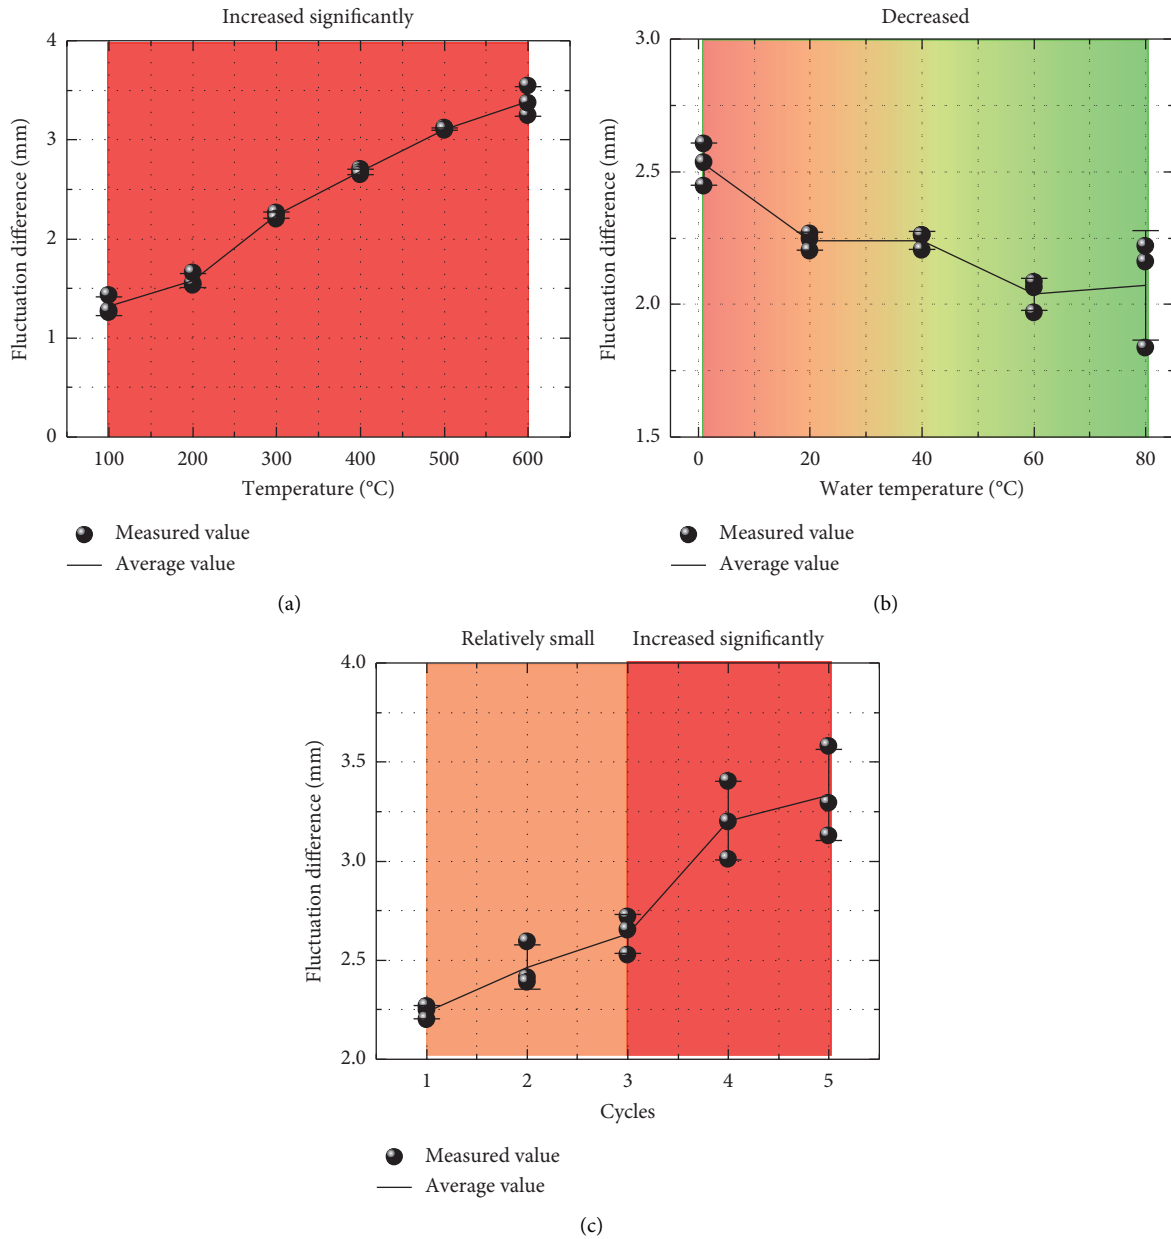 Increased significantly
4
3
2
1
0
Fluctuation difference (mm)
100 200 300 400 500 600
Temperature (°C)
Measured value
Average value
(a)
Decreased
3.0
2.5
2.0
1.5
Fluctuation difference (mm)
0 20 40 60 80
Water temperature (°C)
Measured value
Average value
(b)
Relatively small Increased significantly
4.0
3.5
3.0
2.5
2.0
Fluctuation difference (mm)
1 2 3 4 5
Cycles
Measured value
Average value
(c)